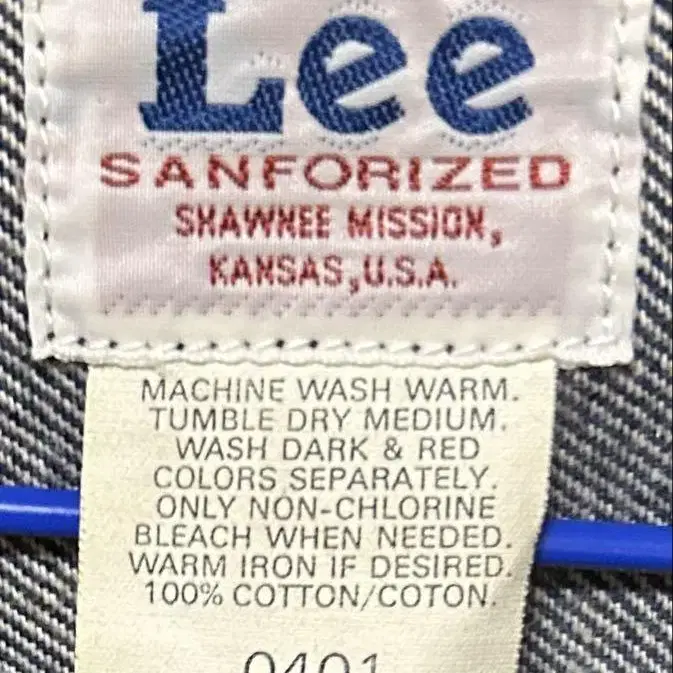 Lee
SANFORIZED
SHAWNEE MISSION,
KANSAS, U.S.A.
MACHINE WASH WARM.
TUMBLE DRY MEDIUM.
WASH DARK & RED
COLORS SEPARATELY.
ONLY NON-CHLORINE
BLEACH WHEN NEEDED.
WARM IRON IF DESIRED.
100% COTTON/COTON.
0401